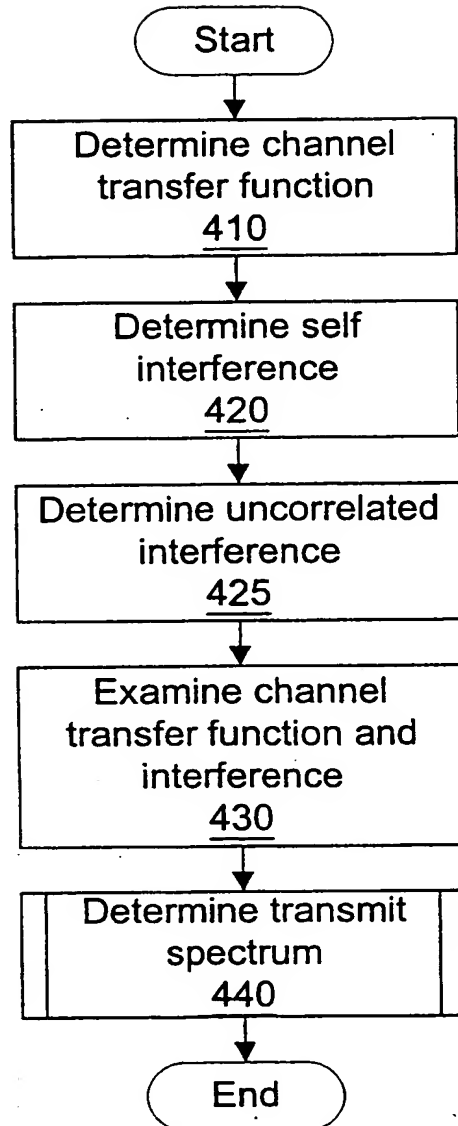 Start
Determine channel
transfer function
410
Determine self
interference
420
Determine uncorrelated
interference
425
Examine channel
transfer function and
interference
430
Determine transmit
spectrum
440
End